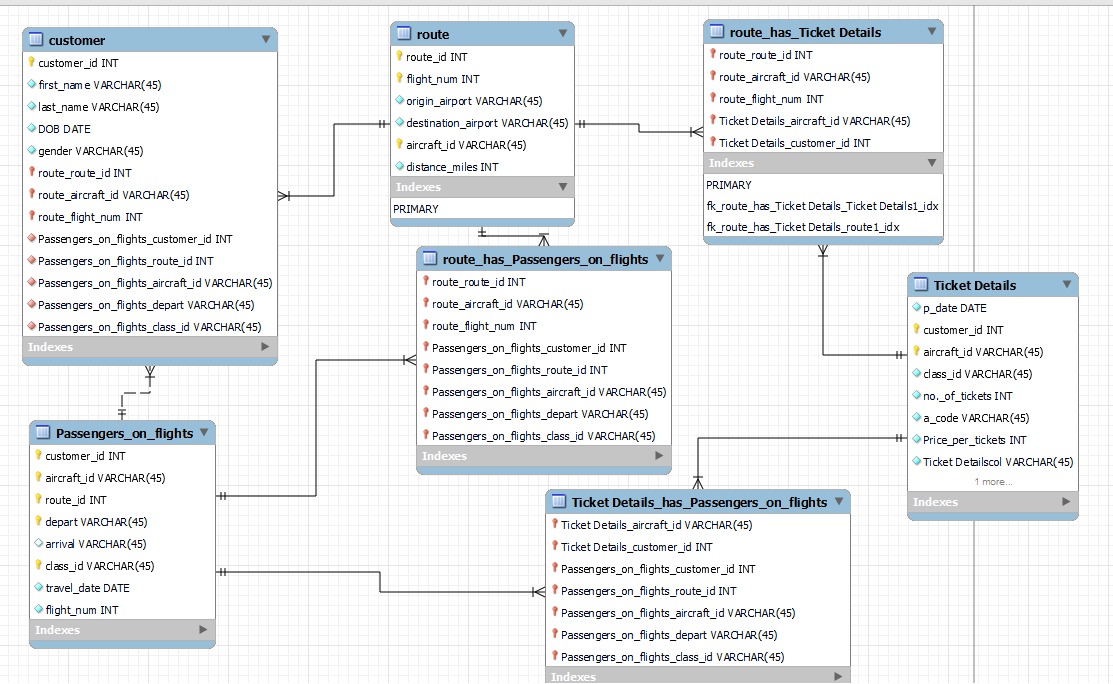 customer
customer_id INT
first_name VARCHAR(45)
last_name VARCHAR(45)
DOB DATE
gender VARCHAR(45)
route_route_id INT
route_aircraft_id VARCHAR(45)
route_flight_num INT
Passengers_on_flights_customer_id INT
Passengers_on_flights_route_id INT
Passengers_on_flights_aircraft_id VARCHAR(45)
Passengers_on_flights_depart VARCHAR(45)
Passengers_on_flights_class_id VARCHAR(45)
Indexes
route
route_id INT
flight_num INT
origin_airport VARCHAR(45)
destination_airport VARCHAR(45)
aircraft_id VARCHAR(45)
distance_miles INT
Indexes
PRIMARY
route_has_Ticket Details
route_route_id INT
route_aircraft_id VARCHAR(45)
route_flight_num INT
Ticket Details_aircraft_id VARCHAR(45)
Ticket Details_customer_id INT
Indexes
PRIMARY
fk_route_has_Ticket Details_Ticket Details1_idx
fk_route_has_Ticket Details_route1_idx
route_has_Passengers_on_flights
route_route_id INT
route_aircraft_id VARCHAR(45)
route_flight_num INT
Passengers_on_flights_customer_id INT
Passengers_on_flights_route_id INT
Passengers_on_flights_aircraft_id VARCHAR(45)
Passengers_on_flights_depart VARCHAR(45)
Passengers_on_flights_class_id VARCHAR(45)
Indexes
Ticket Details
p_date DATE
customer_id INT
aircraft_id VARCHAR(45)
class_id VARCHAR(45)
no._of_tickets INT
a_code VARCHAR(45)
Price_per_tickets INT
Ticket Detailscol VARCHAR(45)
1 more...
Indexes
Passengers_on_flights
customer_id INT
aircraft_id VARCHAR(45)
route_id INT
depart VARCHAR(45)
arrival VARCHAR(45)
class_id VARCHAR(45)
travel_date DATE
flight_num INT
Indexes
Ticket Details_has_Passengers_on_flights
Ticket Details_aircraft_id VARCHAR(45)
Ticket Details_customer_id INT
Passengers_on_flights_customer_id INT
Passengers_on_flights_route_id INT
Passengers_on_flights_aircraft_id VARCHAR(45)
Passengers_on_flights_depart VARCHAR(45)
Passengers_on_flights_class_id VARCHAR(45)
Indexes